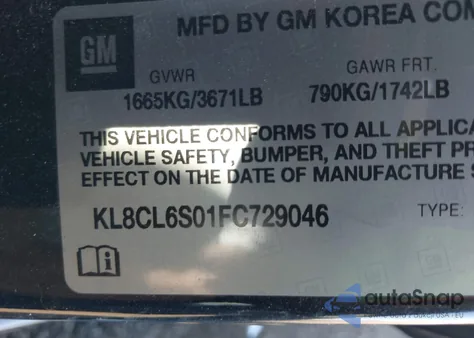 MFD BY GM KOREA COM
GM
GVWR GAWR FRT.
1665KG/3671LB 790KG/1742LB
THIS VEHICLE CONFORMS TO ALL APPLICA
VEHICLE SAFETY, BUMPER, AND THEFT PR
EFFECT ON THE DATE OF MANUFACTURE S
KL8CL6S01FC729046 TYPE:
autoSnap